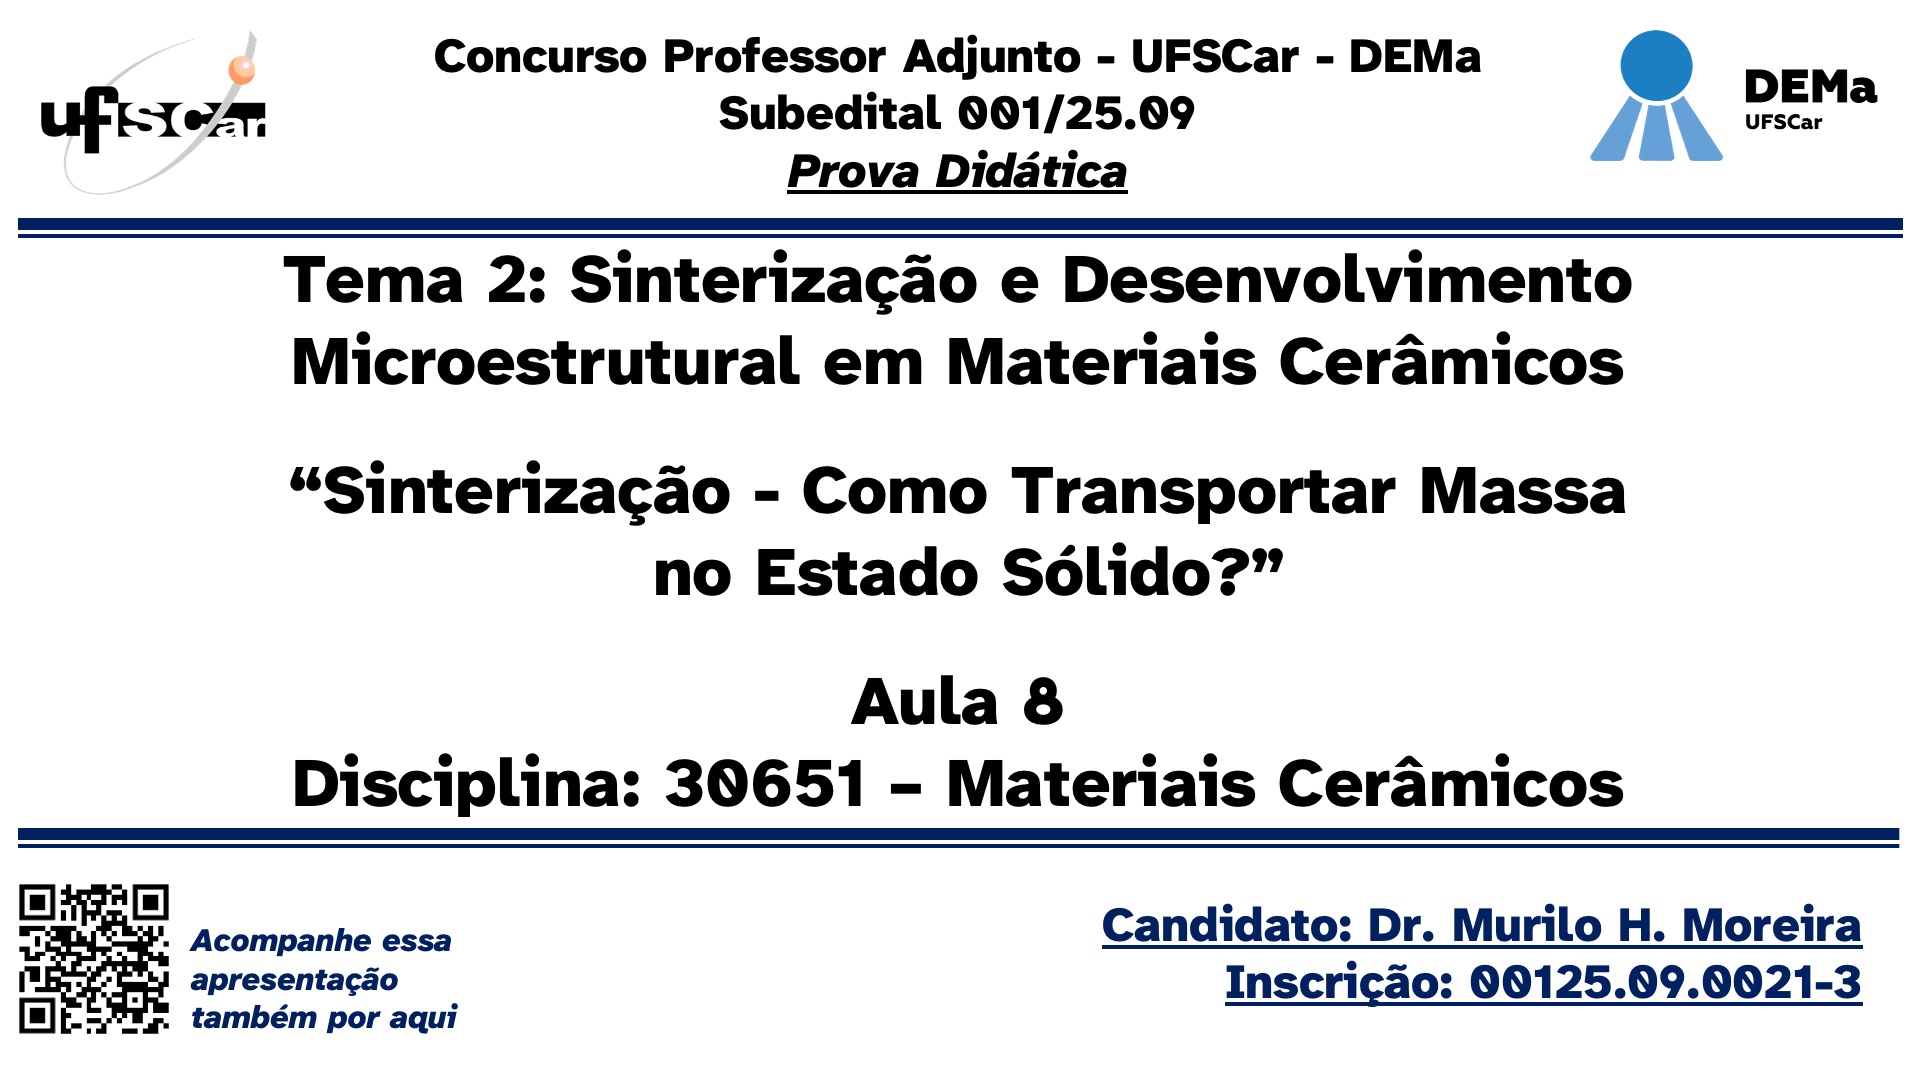 ufsCar
Concurso Professor Adjunto - UFSCar - DEMa
Subedital 001/25.09
Prova Didática
DEMa
UFSCar
Tema 2: Sinterização e Desenvolvimento
Microestrutural em Materiais Cerâmicos
“Sinterização - Como Transportar Massa
no Estado Sólido?”
Aula 8
Disciplina: 30651 – Materiais Cerâmicos
Acompanhe essa
apresentação
também por aqui
Candidato: Dr. Murilo H. Moreira
Inscrição: 00125.09.0021-3